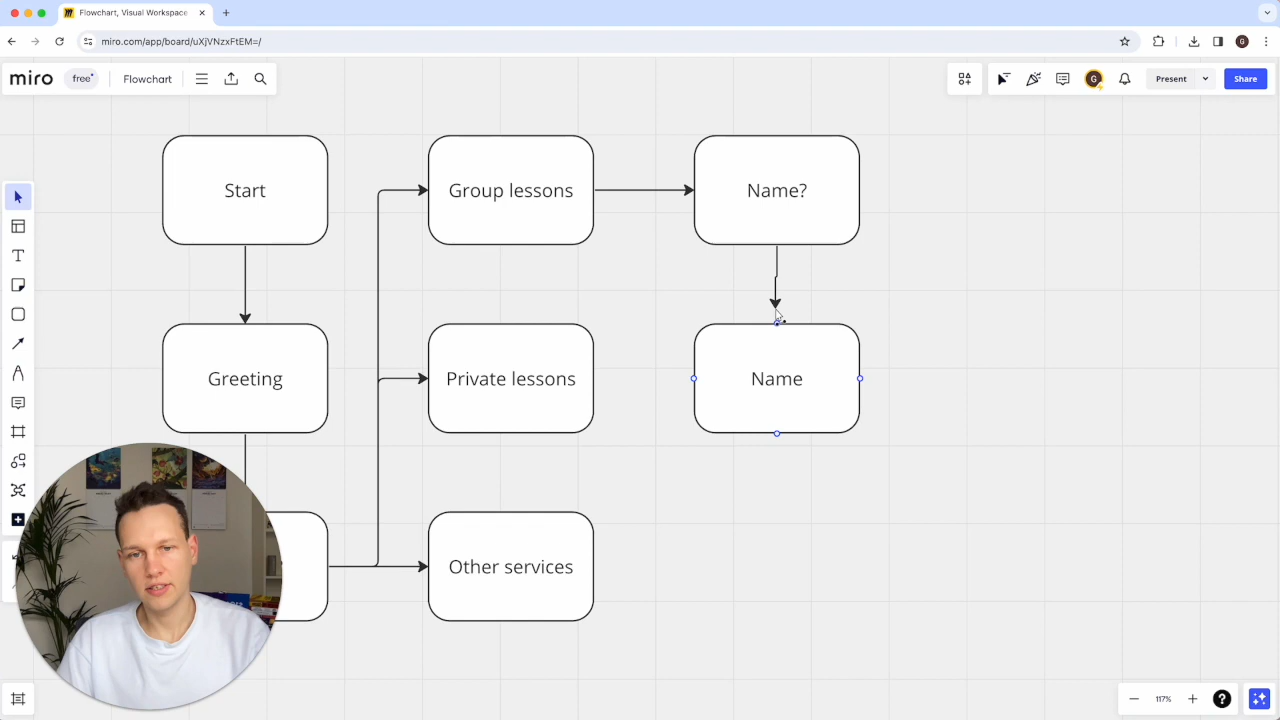 Flowchart, Visual Workspace
miro.com/app/board/uXjVNzxFtEM=/
G
miro
free
Flowchart
G
Present
Share
Start
Group lessons
Name?
Greeting
Private lessons
Name
Other services
117%